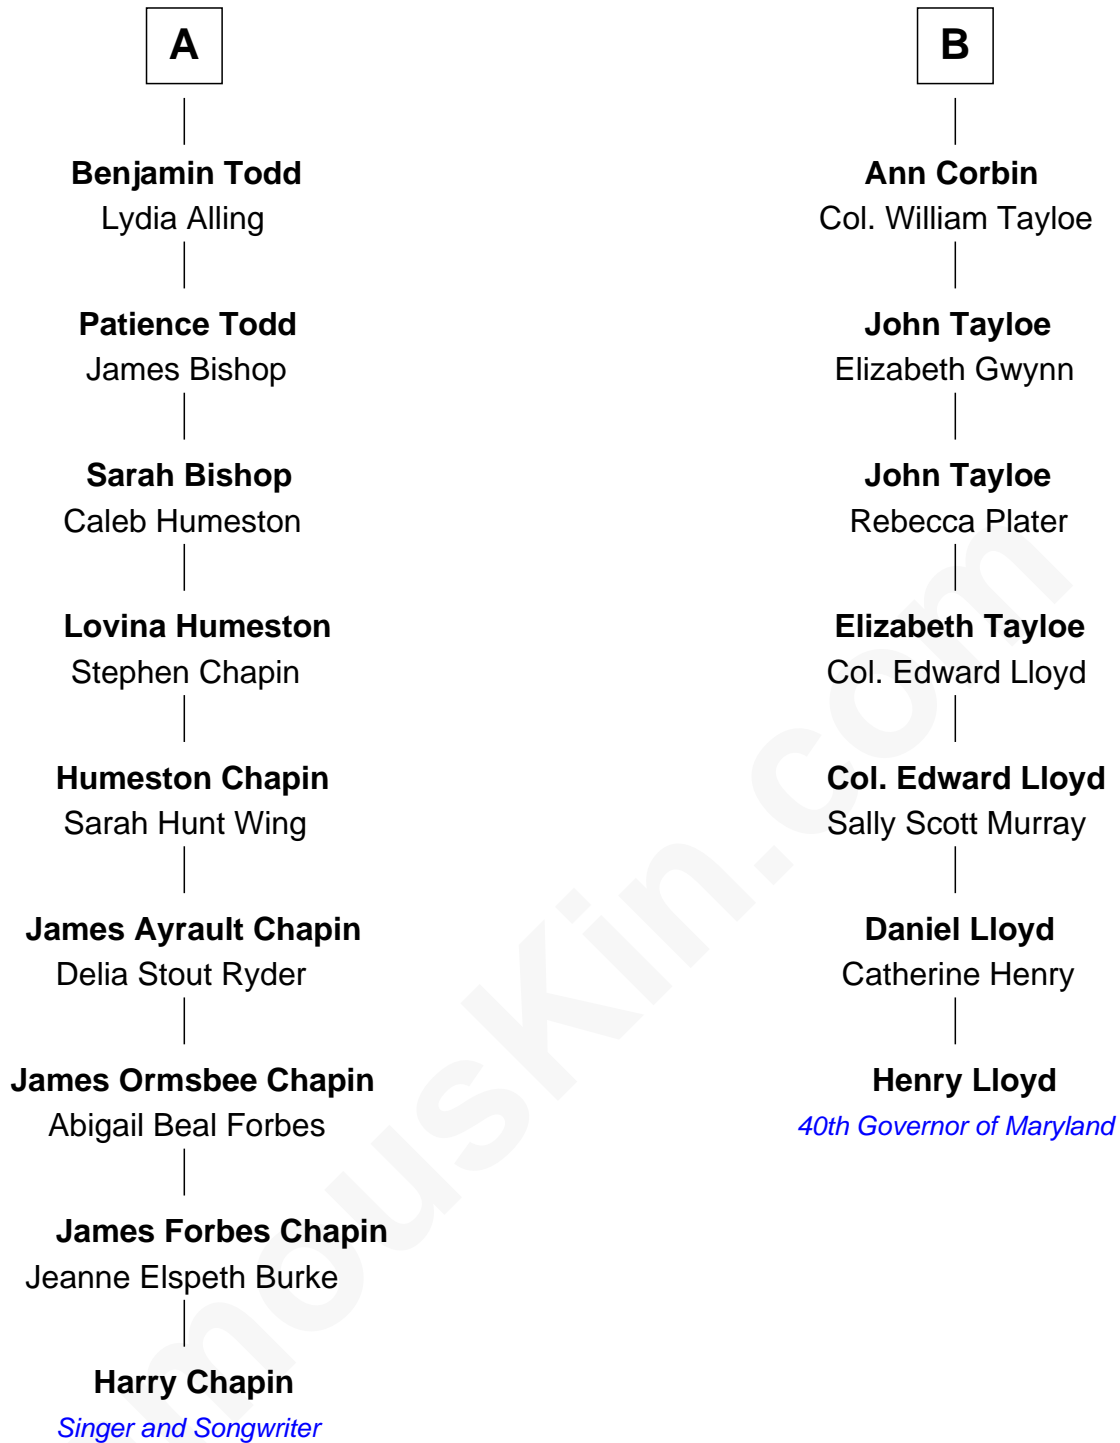 A
Benjamin Todd
Lydia Alling
Patience Todd
James Bishop
Sarah Bishop
Caleb Humeston
Lovina Humeston
Stephen Chapin
Humeston Chapin
Sarah Hunt Wing
James Ayrault Chapin
Delia Stout Ryder
James Ormsbee Chapin
Abigail Beal Forbes
James Forbes Chapin
Jeanne Elspeth Burke
Harry Chapin
Singer and Songwriter
B
Ann Corbin
Col. William Tayloe
John Tayloe
Elizabeth Gwynn
John Tayloe
Rebecca Plater
Elizabeth Tayloe
Col. Edward Lloyd
Col. Edward Lloyd
Sally Scott Murray
Daniel Lloyd
Catherine Henry
Henry Lloyd
40th Governor of Maryland
mousKin.com